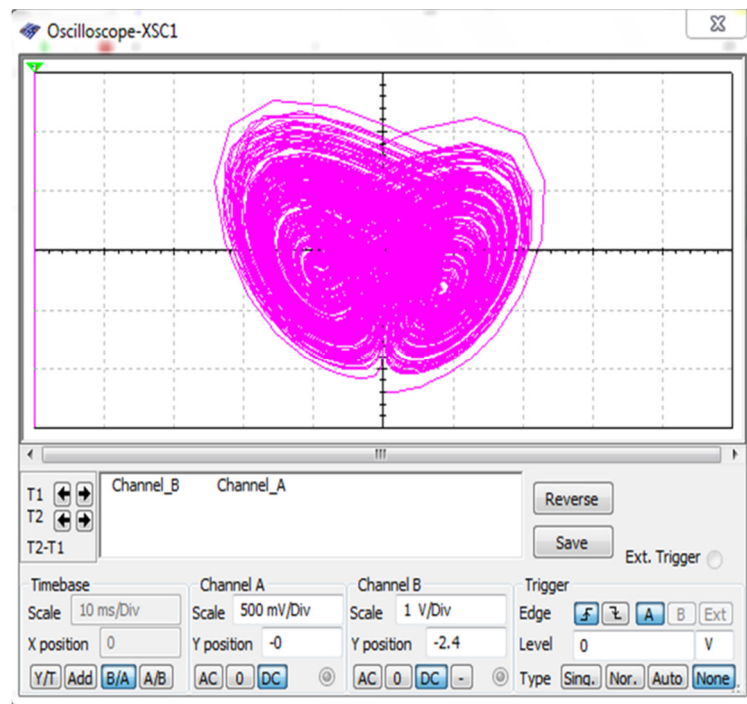 Oscilloscope-XSC1
Channel_B Channel_A
T1
T2
T2-T1
Reverse
Save
Ext. Trigger
Timebase Channel A Channel B Trigger
Scale 10 ms/Div Scale 500 mV/Div Scale 1 V/Div Edge A B Ext
X position 0 Y position -0 Y position -2.4 Level 0 V
Y/T Add B/A A/B AC 0 DC AC 0 DC - Type Sing. Nor. Auto None